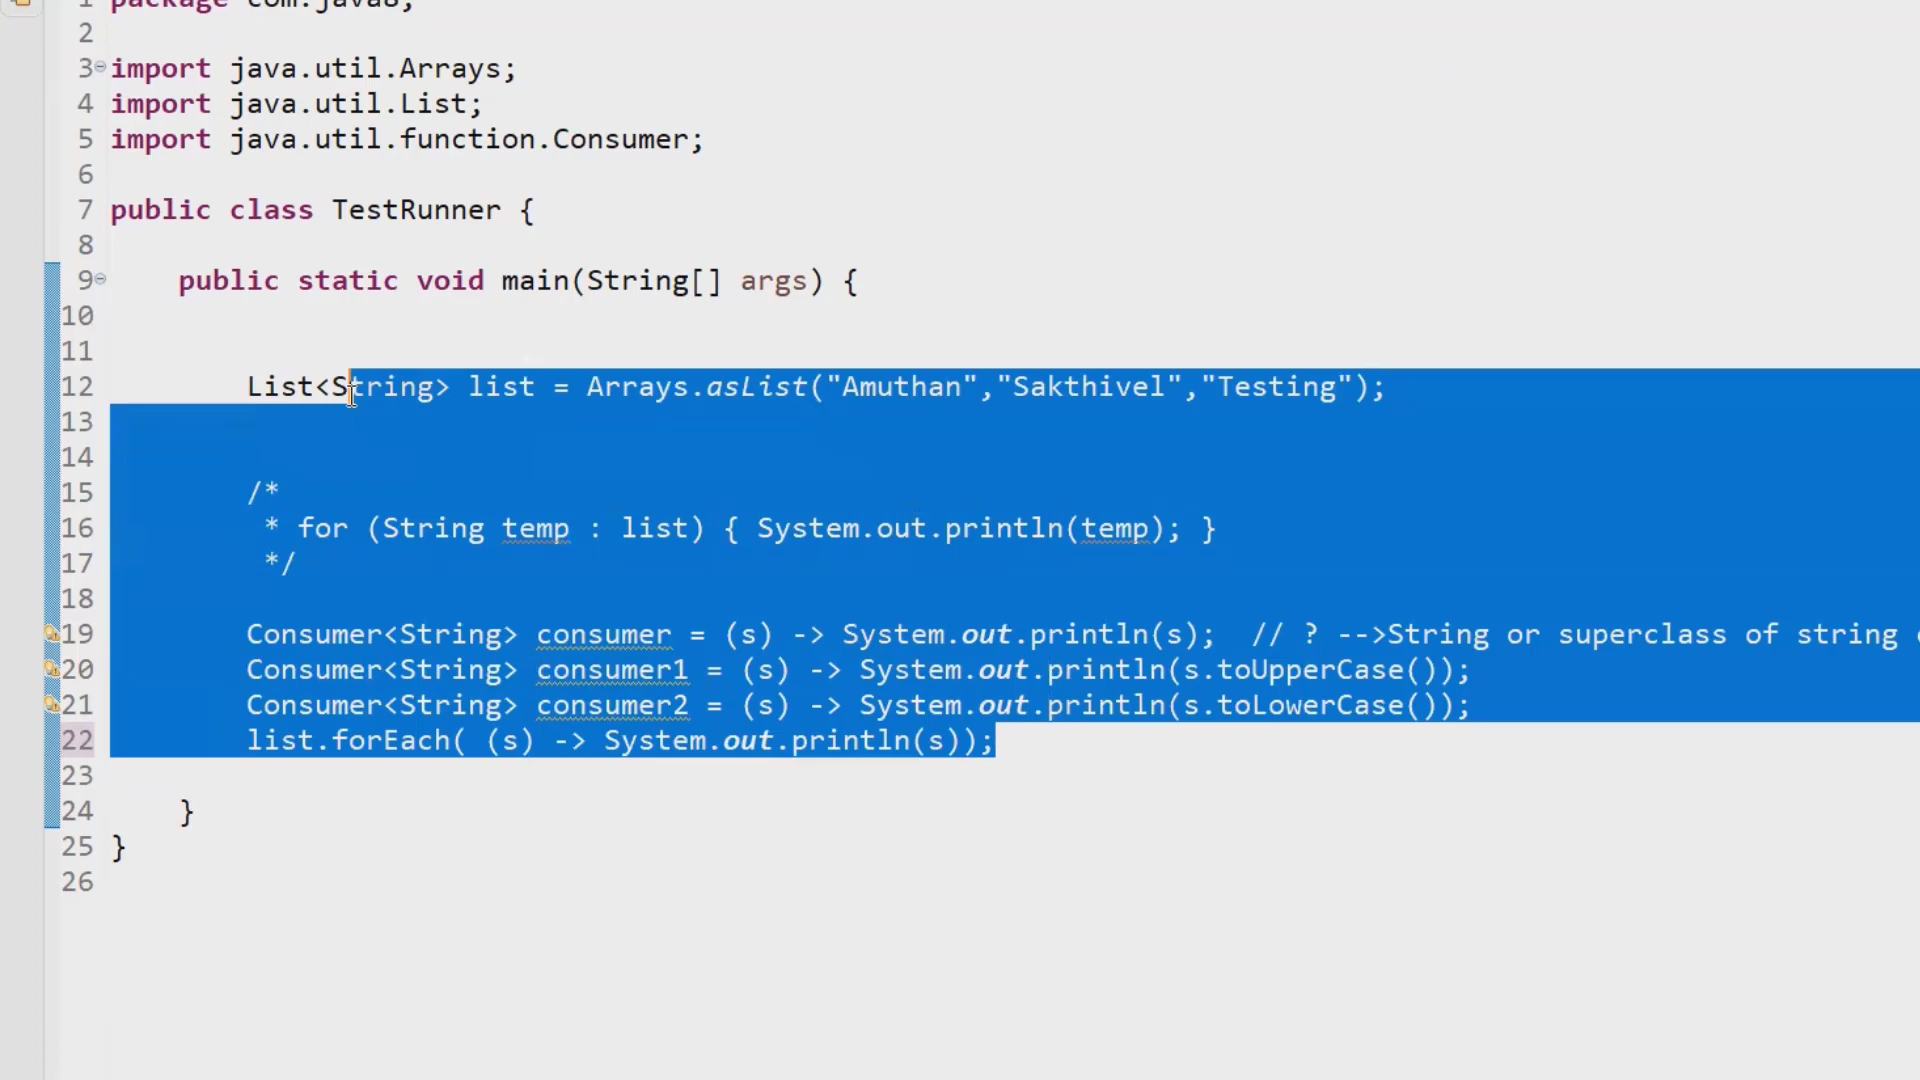 1 package com.java8;
2
3 import java.util.Arrays;
4 import java.util.List;
5 import java.util.function.Consumer;
6
7 public class TestRunner {
8
9 public static void main(String[] args) {
10
11
12 List<String> list = Arrays.asList("Amuthan","Sakthivel","Testing");
13
14
15 /*
16 * for (String temp : list) { System.out.println(temp); }
17 */
18
19 Consumer<String> consumer = (s) -> System.out.println(s); // ? -->String or superclass of string
20 Consumer<String> consumer1 = (s) -> System.out.println(s.toUpperCase());
21 Consumer<String> consumer2 = (s) -> System.out.println(s.toLowerCase());
22 list.forEach( (s) -> System.out.println(s));
23
24 }
25 }
26